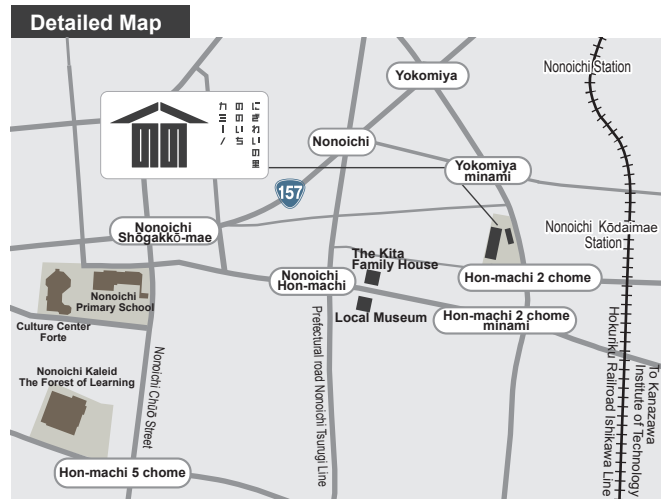 Detailed Map
Nonoichi Station
Yokomiya
にぎわいの里
ののいち
カミーノ
Nonoichi
Yokomiya
minami
157
Nonoichi
Shōgakkō-mae
Nonoichi Kōdaimae
Station
The Kita
Family House
Nonoichi
Hon-machi
Hon-machi 2 chome
Nonoichi
Primary School
Local Museum
Hon-machi 2 chome
minami
Culture Center
Forte
Nonoichi Kaleid
The Forest of Learning
Nonoichi Chūō Street
Prefectural road Nonoichi Tsurugi Line
Hokuriku Railroad Ishikawa Line
To Kanazawa
Institute of Technology
Hon-machi 5 chome